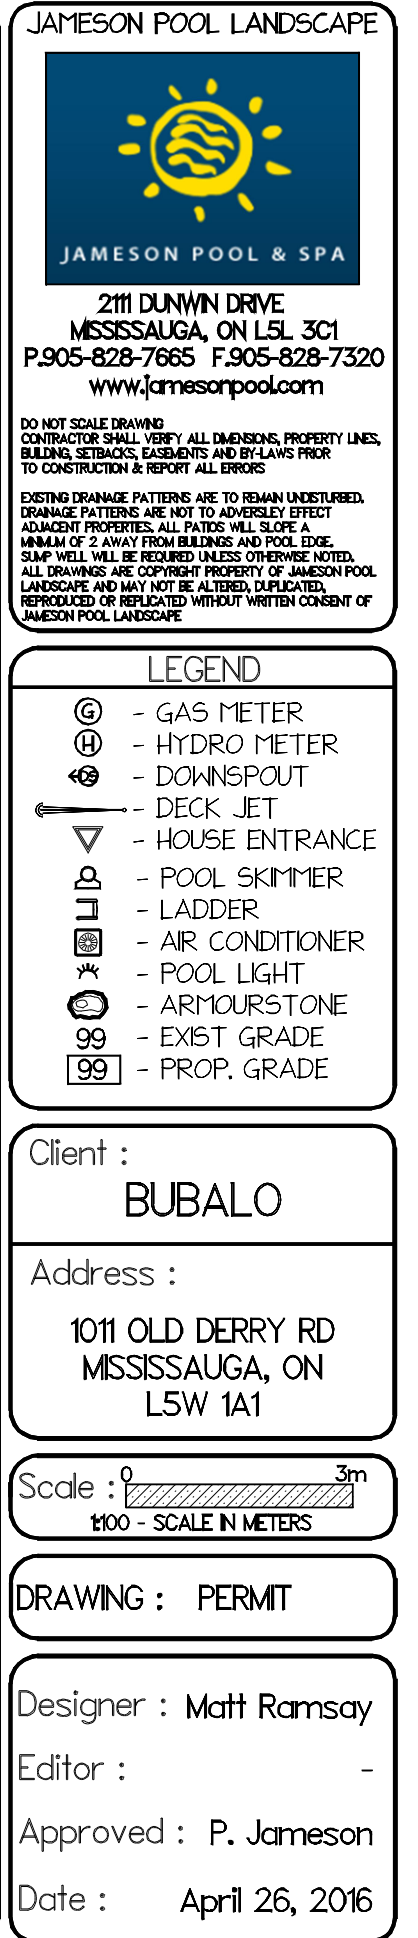 JAMESON POOL LANDSCAPE
JAMESON POOL & SPA
2111 DUNWIN DRIVE
MISSISSAUGA, ON L5L 3C1
P.905-828-7665 F.905-828-7320
www.jamesonpool.com
DO NOT SCALE DRAWING
CONTRACTOR SHALL VERIFY ALL DIMENSIONS, PROPERTY LINES,
BUILDING, SETBACKS, EASEMENTS AND BY-LAWS PRIOR
TO CONSTRUCTION & REPORT ALL ERRORS
EXISTING DRAINAGE PATTERNS ARE TO REMAIN UNDISTURBED.
DRAINAGE PATTERNS ARE NOT TO ADVERSLEY EFFECT
ADJACENT PROPERTIES. ALL PATIOS WILL SLOPE A
MINIMUM OF 2 AWAY FROM BUILDINGS AND POOL EDGE.
SUMP WELL WILL BE REQUIRED UNLESS OTHERWISE NOTED.
ALL DRAWINGS ARE COPYRIGHT PROPERTY OF JAMESON POOL
LANDSCAPE AND MAY NOT BE ALTERED, DUPLICATED,
REPRODUCED OR REPLICATED WITHOUT WRITTEN CONSENT OF
JAMESON POOL LANDSCAPE
LEGEND
G - GAS METER
H - HYDRO METER
DS - DOWNSPOUT
- DECK JET
- HOUSE ENTRANCE
- POOL SKIMMER
- LADDER
- AIR CONDITIONER
- POOL LIGHT
- ARMOURSTONE
99 - EXIST GRADE
99 - PROP. GRADE
Client :
BUBALO
Address :
1011 OLD DERRY RD
MISSISSAUGA, ON
L5W 1A1
Scale : 0 3m
1:100 - SCALE IN METERS
DRAWING : PERMIT
Designer : Matt Ramsay
Editor : -
Approved : P. Jameson
Date : April 26, 2016